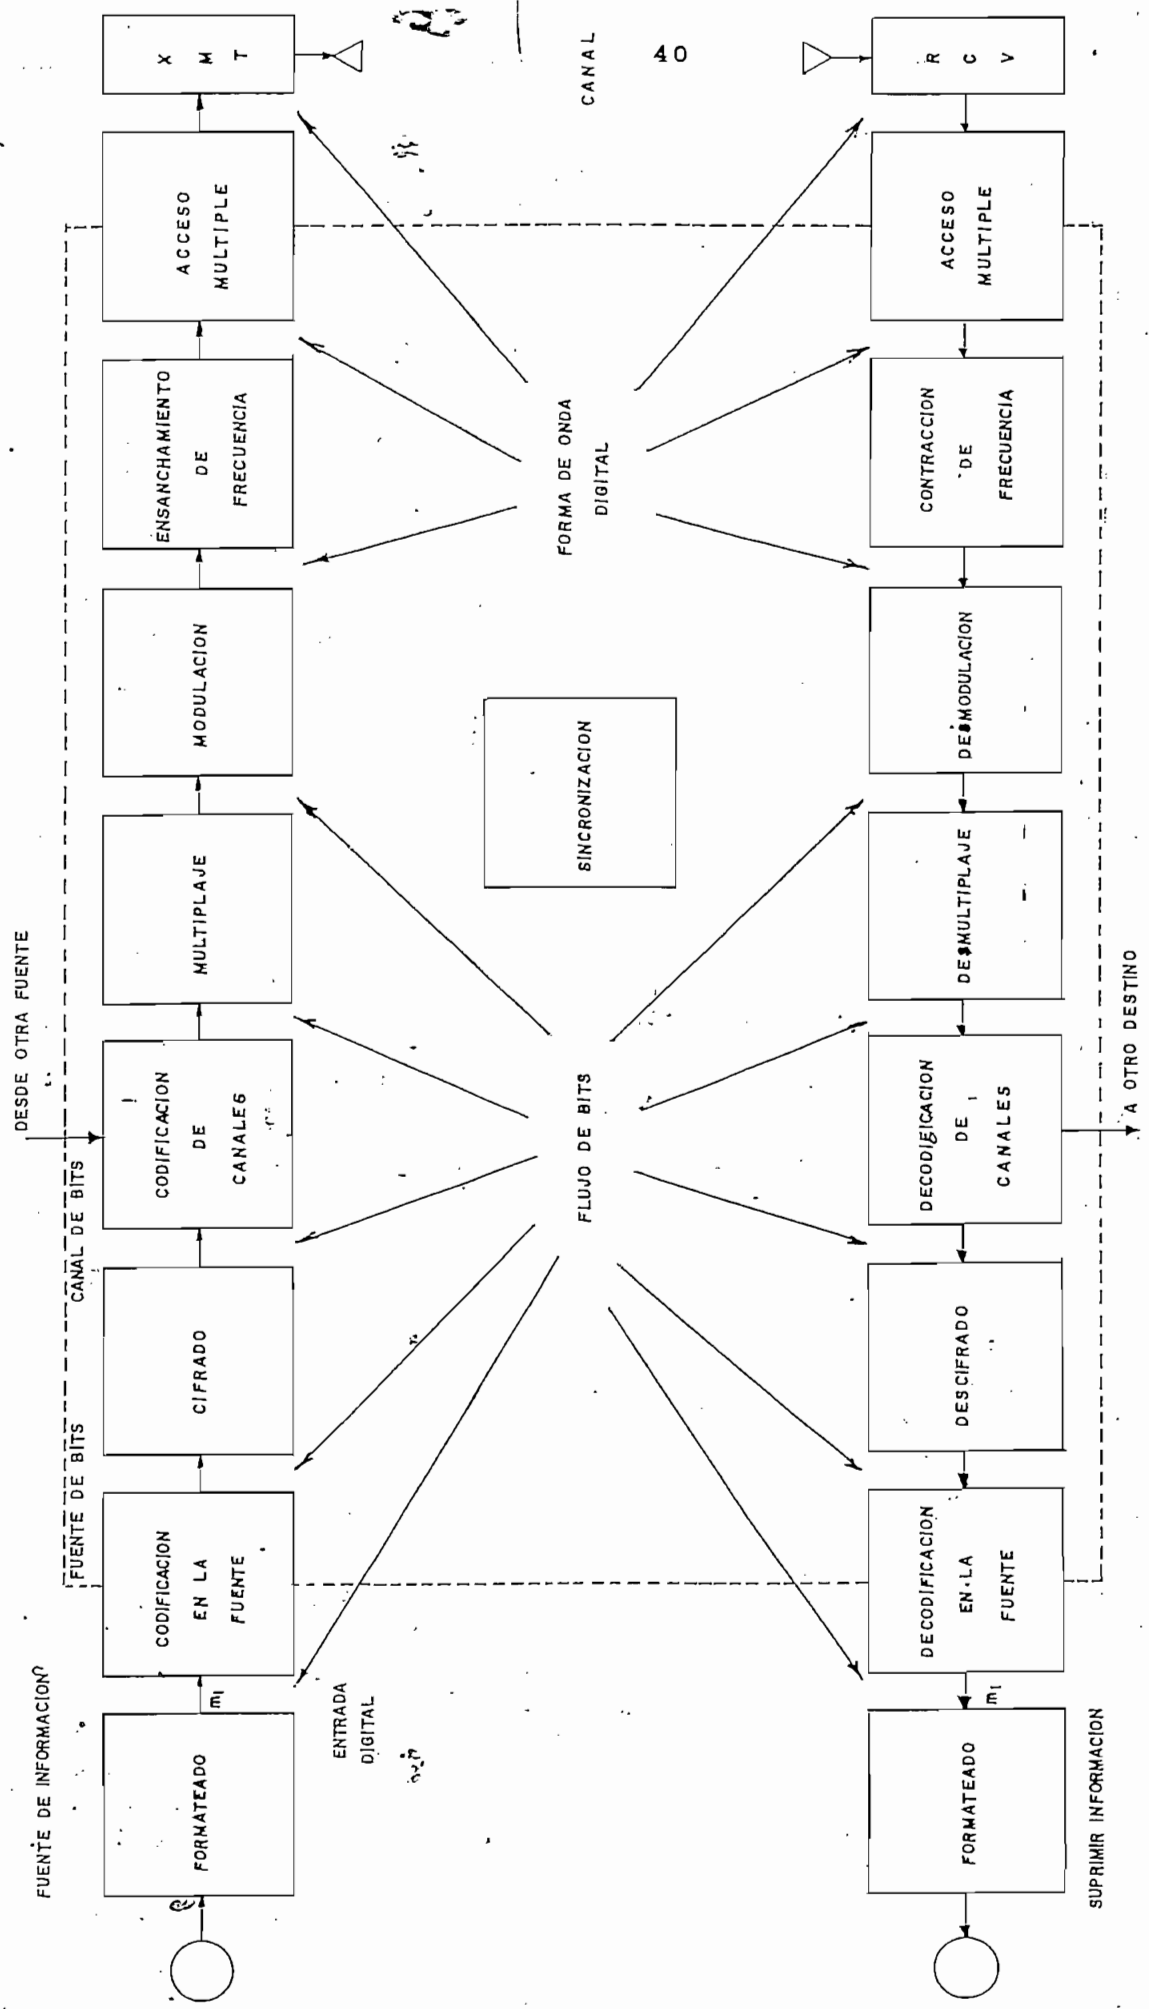 40
FUENTE DE INFORMACION
DESDE OTRA FUENTE
FUENTE DE BITS
CANAL DE BITS
FORMATEADO
m₁
CODIFICACION
EN LA
FUENTE
CIFRADO
CODIFICACION
DE
CANALES
MULTIPLAJE
MODULACION
ENSANCHAMIENTO
DE
FRECUENCIA
ACCESO
MULTIPLE
X
M
T
ENTRADA
DIGITAL
FLUJO DE BITS
SINCRONIZACION
FORMA DE ONDA
DIGITAL
CANAL
FORMATEADO
m₁
DECODIFICACION
EN LA
FUENTE
DESCIFRADO
DECODIFICACION
DE
CANALES
DESMULTIPLAJE
DESMODULACION
CONTRACCION
DE
FRECUENCIA
ACCESO
MULTIPLE
R
C
V
SUPRIMIR INFORMACION
A OTRO DESTINO